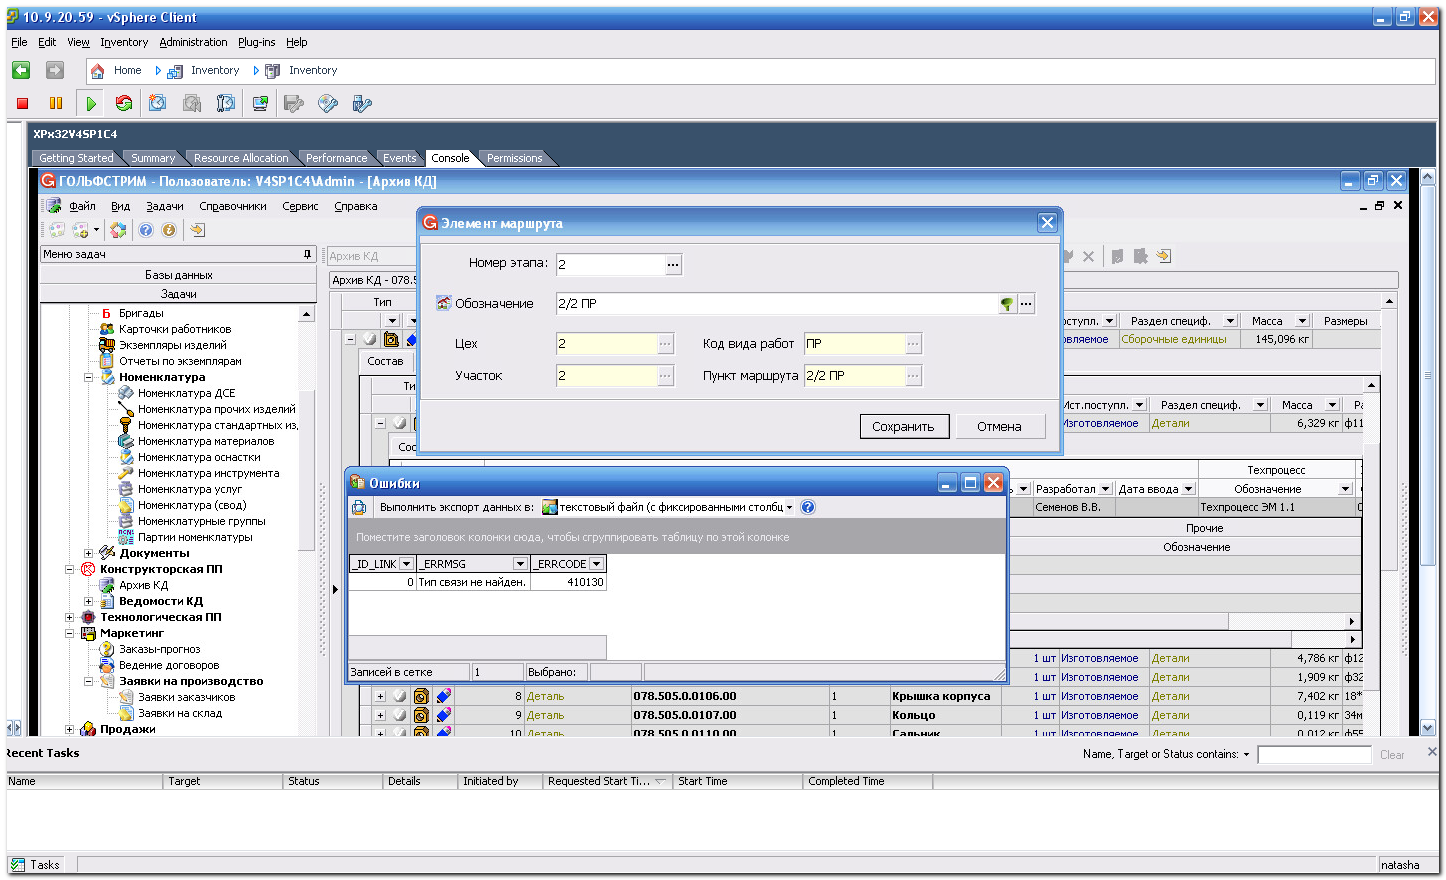 10.9.20.59 - vSphere Client
File Edit View Inventory Administration Plug-ins Help
Home Inventory Inventory
XPx32V4SP1C4
Getting Started Summary Resource Allocation Performance Events Console Permissions
ГОЛЬФСТРИМ - Пользователь: V4SP1C4\Admin - [Архив КД]
Файл Вид Задачи Справочники Сервис Справка
Меню задач
Базы данных
Задачи
Бригады
Карточки работников
Экземпляры изделий
Отчеты по экземплярам
Номенклатура
Номенклатура ДСЕ
Номенклатура прочих изделий
Номенклатура стандартных из.
Номенклатура материалов
Номенклатура оснастки
Номенклатура инструмента
Номенклатура услуг
Номенклатура (свод)
Номенклатурные группы
Партии номенклатуры
Документы
Конструкторская ПП
Архив КД
Ведомости КД
Технологическая ПП
Маркетинг
Заказы-прогноз
Ведение договоров
Заявки на производство
Заявки заказчиков
Заявки на склад
Продажи
Архив КД
Архив КД - 078.5
Тип
Состав
Ти
Сос
Элемент маршрута
Номер этапа: 2
Обозначение 2/2 ПР
Цех 2 Код вида работ ПР
Участок 2 Пункт маршрута 2/2 ПР
Сохранить Отмена
оступл. Раздел специф. Масса Размеры
овляемое Сборочные единицы 145,096 кг
Ист.поступл. Раздел специф. Масса Ра
Изготовляемое Детали 6,329 кг ф11
Техпроцесс
Разработал Дата ввода Обозначение
Семенов В.В. Техпроцесс ЭМ 1.1
Прочие
Обозначение
Ошибки
Выполнить экспорт данных в: текстовый файл (с фиксированными столбц
Поместите заголовок колонки сюда, чтобы сгруппировать таблицу по этой колонке
_ID_LINK _ERRMSG _ERRCODE
0 Тип связи не найден. 410130
Записей в сетке 1 Выбрано:
1 шт Изготовляемое Детали 4,786 кг ф12
1 шт Изготовляемое Детали 1,909 кг ф32
8 Деталь 078.505.0.0106.00 1 Крышка корпуса 1 шт Изготовляемое Детали 7,402 кг 18*
9 Деталь 078.505.0.0107.00 1 Кольцо 1 шт Изготовляемое Детали 0,119 кг 34м
10 Деталь 078.505.0.0110.00 1 Сальник 1 шт Изготовляемое Детали 0,012 кг ф55
Recent Tasks
Name, Target or Status contains: Clear
Name Target Status Details Initiated by Requested Start Ti... Start Time Completed Time
Tasks natasha